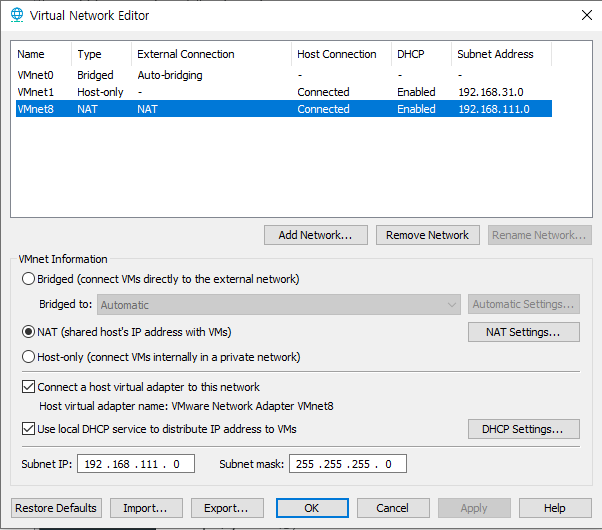 Virtual Network Editor
Name Type External Connection Host Connection DHCP Subnet Address
VMnet0 Bridged Auto-bridging - - -
VMnet1 Host-only - Connected Enabled 192.168.31.0
VMnet8 NAT NAT Connected Enabled 192.168.111.0
Add Network... Remove Network Rename Network...
VMnet Information
Bridged (connect VMs directly to the external network)
Bridged to: Automatic Automatic Settings...
NAT (shared host's IP address with VMs) NAT Settings...
Host-only (connect VMs internally in a private network)
Connect a host virtual adapter to this network
Host virtual adapter name: VMware Network Adapter VMnet8
Use local DHCP service to distribute IP address to VMs DHCP Settings...
Subnet IP: 192 . 168 . 111 . 0 Subnet mask: 255 . 255 . 255 . 0
Restore Defaults Import... Export... OK Cancel Apply Help